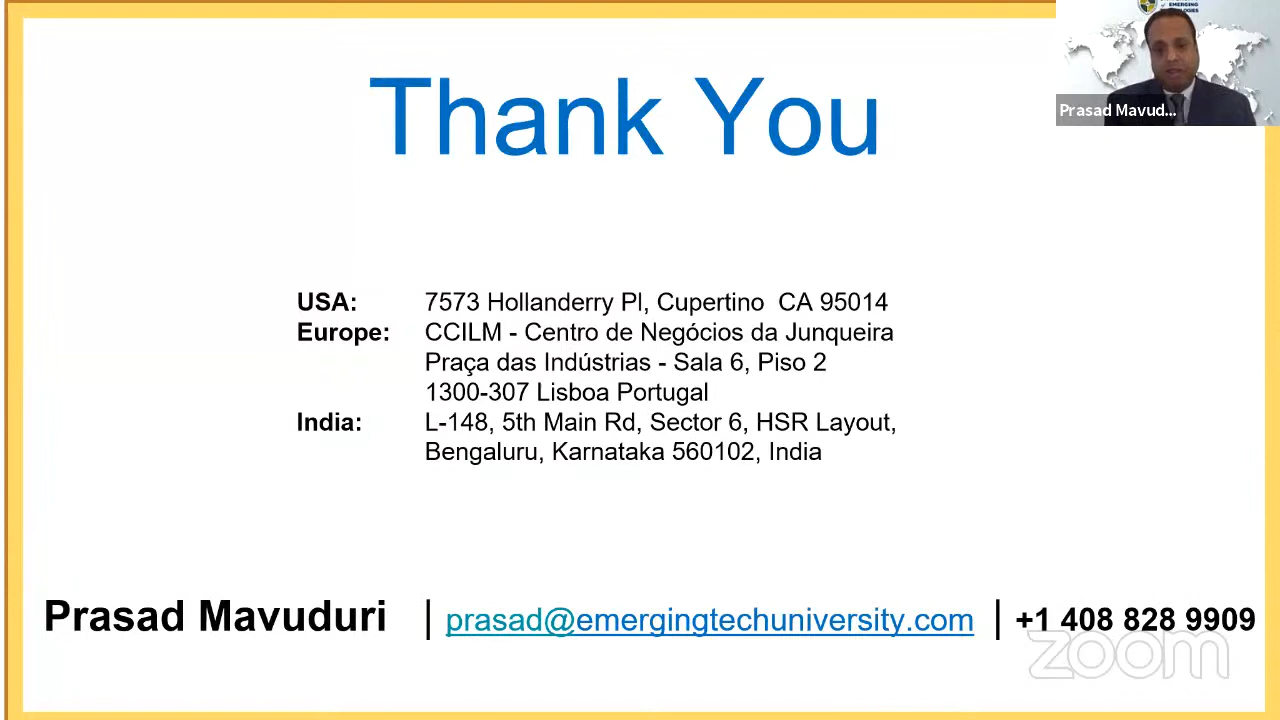 EMERGING
TECHNOLOGIES
Prasad Mavud...
Thank You
USA: 7573 Hollanderry Pl, Cupertino CA 95014
Europe: CCILM - Centro de Negócios da Junqueira
Praça das Indústrias - Sala 6, Piso 2
1300-307 Lisboa Portugal
India: L-148, 5th Main Rd, Sector 6, HSR Layout,
Bengaluru, Karnataka 560102, India
Prasad Mavuduri | prasad@emergingtechuniversity.com | +1 408 828 9909
zoom